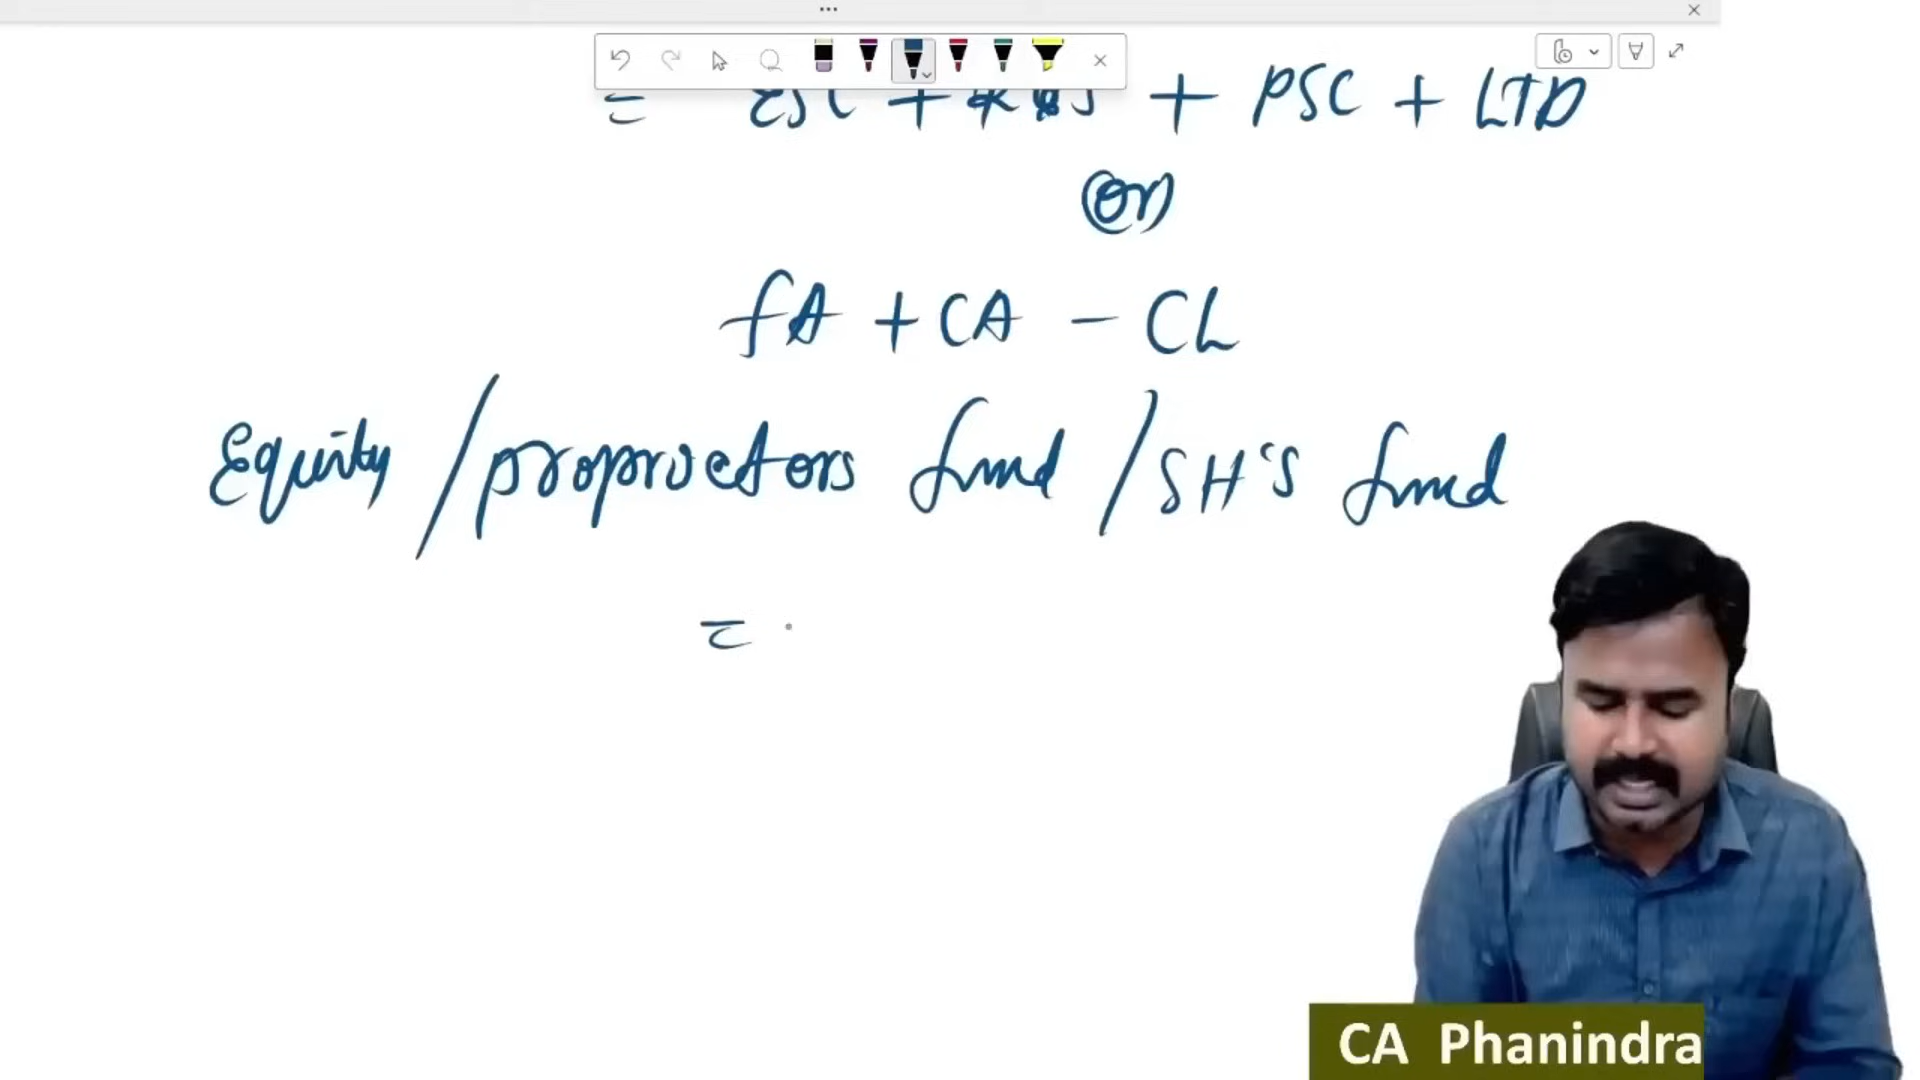 = ESC + R&S + PSC + LTD
(or)
FA + CA - CL
Equity / proprietors fund / SH's fund
=
CA Phanindra